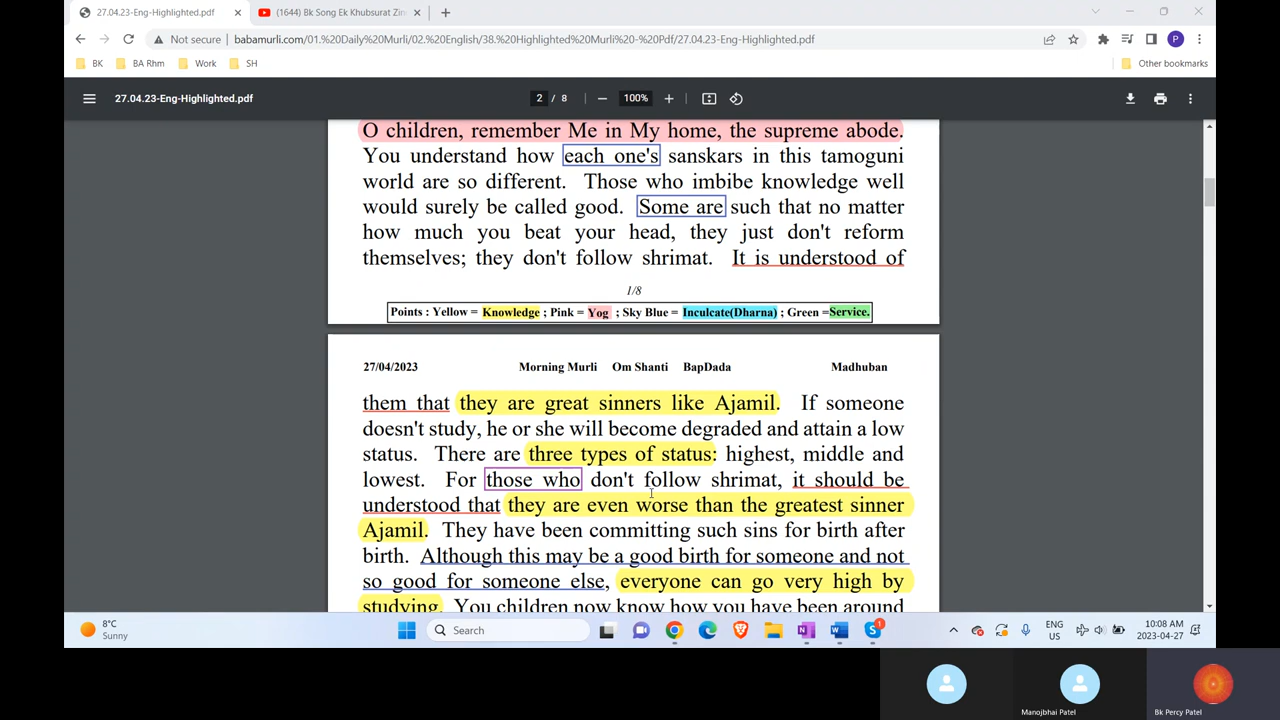 27.04.23-Eng-Highlighted.pdf
(1644) Bk Song Ek Khubsurat Zin
Not secure
babamurli.com/01.%20Daily%20Murli/02.%20English/38.%20Highlighted%20Murli%20-%20Pdf/27.04.23-Eng-Highlighted.pdf
P
BK
BA Rhm
Work
SH
Other bookmarks
27.04.23-Eng-Highlighted.pdf
2 / 8
100%
O children, remember Me in My home, the supreme abode.
You understand how each one's sanskars in this tamoguni
world are so different. Those who imbibe knowledge well
would surely be called good. Some are such that no matter
how much you beat your head, they just don't reform
themselves; they don't follow shrimat. It is understood of
1/8
Points : Yellow = Knowledge ; Pink = Yog ; Sky Blue = Inculcate(Dharna) ; Green =Service.
27/04/2023 Morning Murli Om Shanti BapDada Madhuban
them that they are great sinners like Ajamil. If someone
doesn't study, he or she will become degraded and attain a low
status. There are three types of status: highest, middle and
lowest. For those who don't follow shrimat, it should be
understood that they are even worse than the greatest sinner
Ajamil. They have been committing such sins for birth after
birth. Although this may be a good birth for someone and not
so good for someone else, everyone can go very high by
studying. You children now know how you have been around
8°C
Sunny
Search
1
ENG
US
10:08 AM
2023-04-27
Manojbhai Patel
Bk Percy Patel